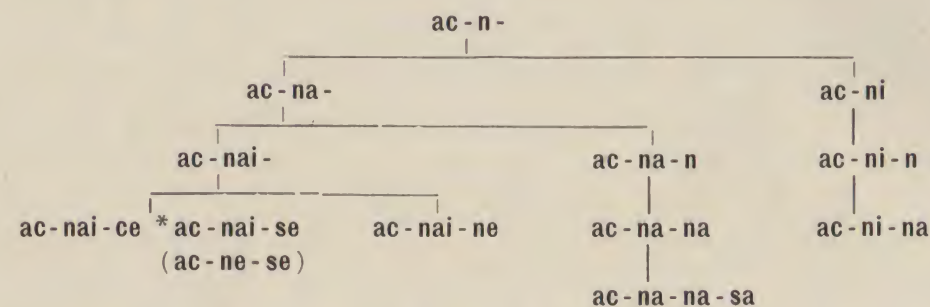 ac - n -
ac - na - ac - ni
ac - nai - ac - na - n ac - ni - n
ac - nai - ce * ac - nai - se ac - nai - ne ac - na - na ac - ni - na
( ac - ne - se )
ac - na - na - sa